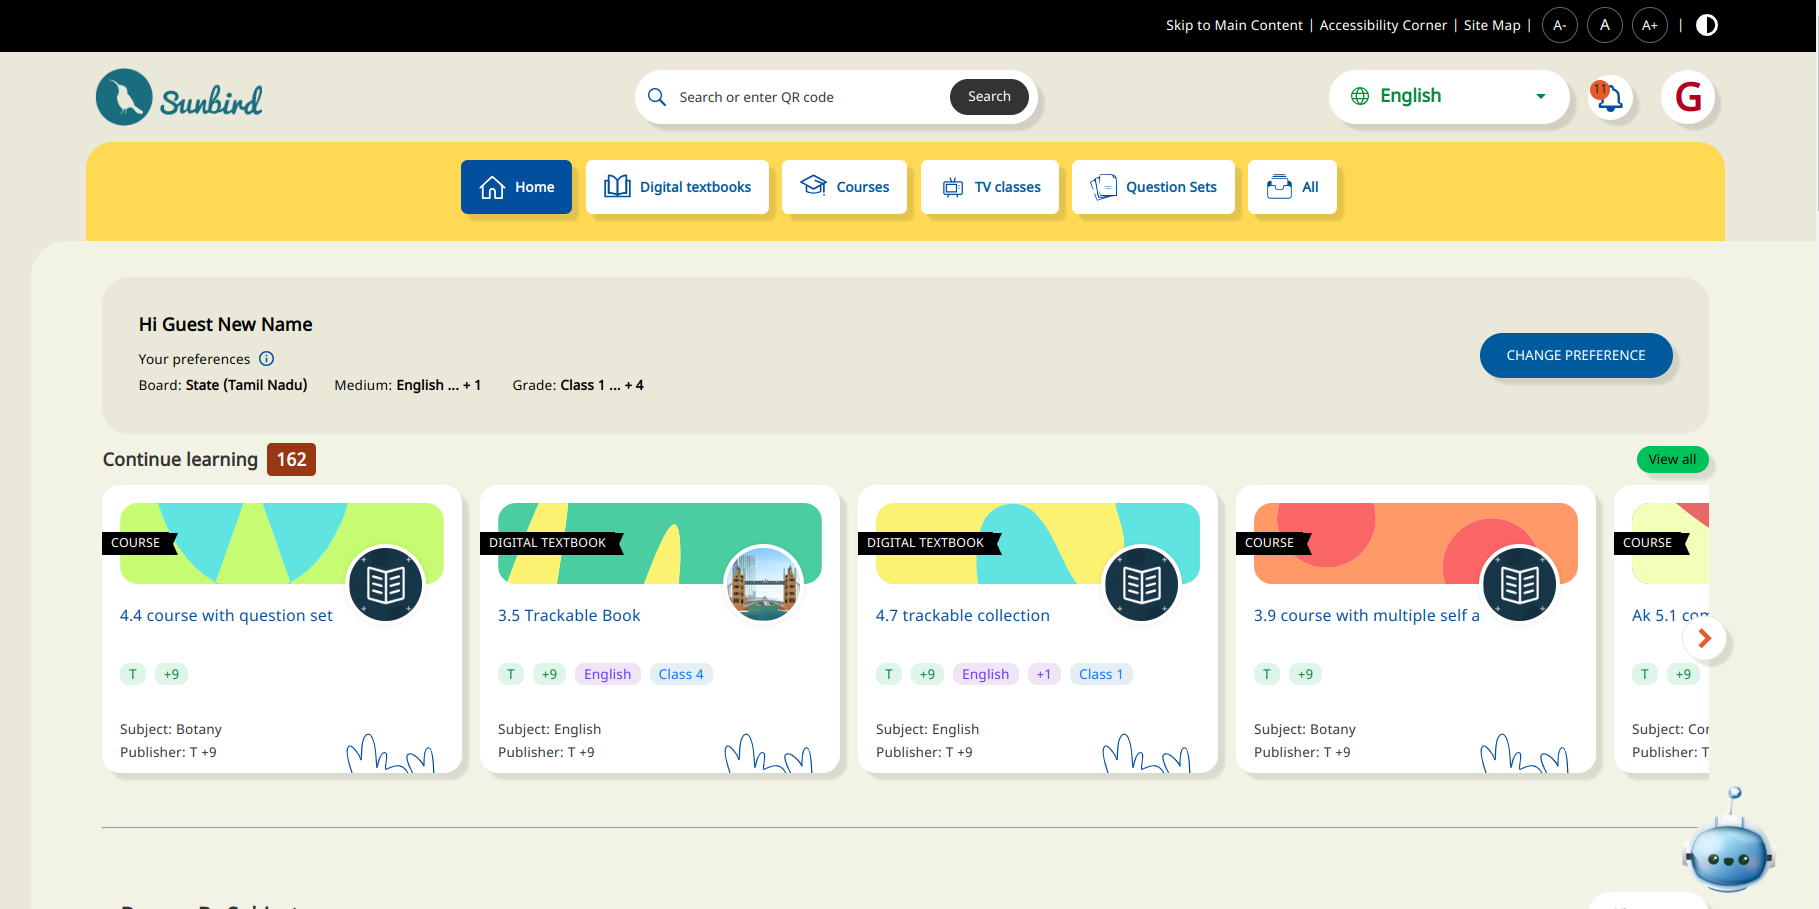 Skip to Main Content | Accessibility Corner | Site Map | A- A A+ |
Sunbird
Search or enter QR code Search
English
11
G
Home Digital textbooks Courses TV classes Question Sets All
Hi Guest New Name
Your preferences
Board: State (Tamil Nadu) Medium: English ... + 1 Grade: Class 1 ... + 4
CHANGE PREFERENCE
Continue learning 162
View all
COURSE
4.4 course with question set
T +9
Subject: Botany
Publisher: T +9
DIGITAL TEXTBOOK
3.5 Trackable Book
T +9 English Class 4
Subject: English
Publisher: T +9
DIGITAL TEXTBOOK
4.7 trackable collection
T +9 English +1 Class 1
Subject: English
Publisher: T +9
COURSE
3.9 course with multiple self a
T +9
Subject: Botany
Publisher: T +9
COURSE
Ak 5.1
T +9
Subject:
Publisher: T